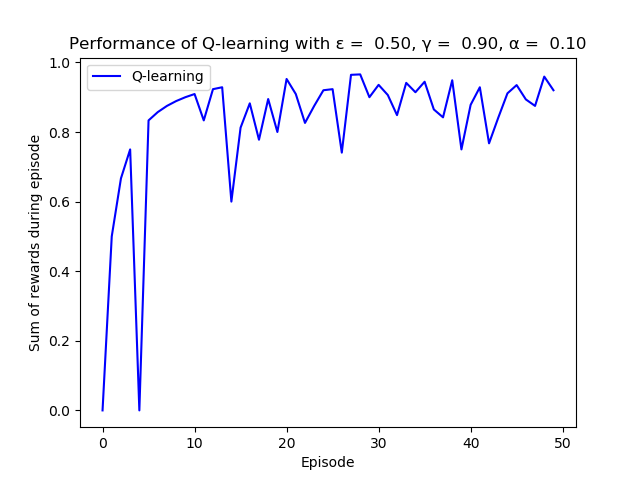 Performance of Q-learning with ε =  0.50, γ =  0.90, α =  0.10
Q-learning
Sum of rewards during episode
1.0
0.8
0.6
0.4
0.2
0.0
0 10 20 30 40 50
Episode